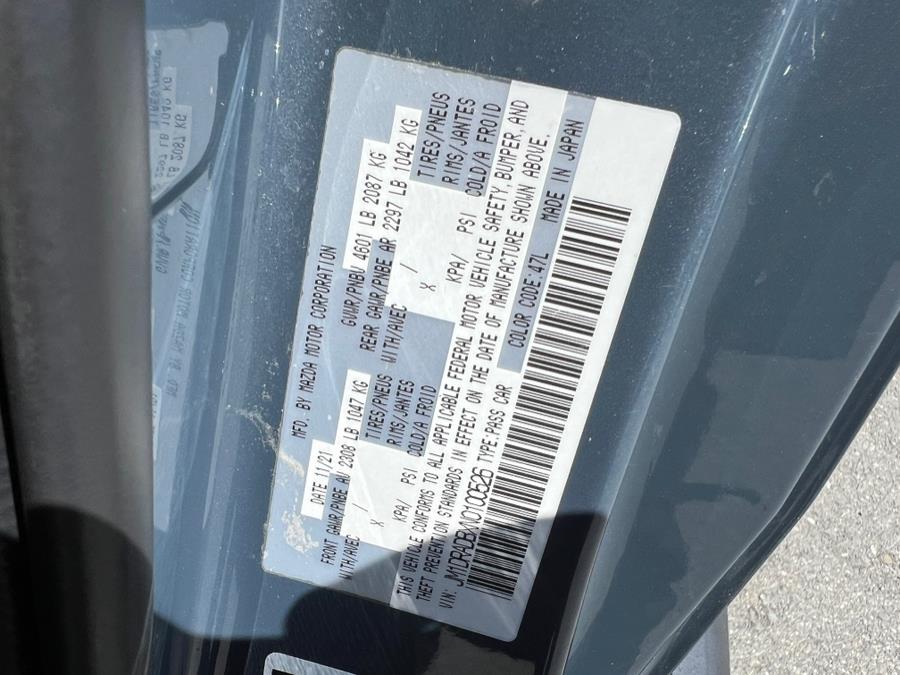 MFD. BY MAZDA MOTOR CORPORATION
DATE 11/21 GVWR/PNBV 4601 LB 2087 KG
FRONT GAWR/PNBE AV 2308 LB 1047 KG REAR GAWR/PNBE AR 2297 LB 1042 KG
WITH/AVEC TIRES/PNEUS WITH/AVEC TIRES/PNEUS
X / RIMS/JANTES X / RIMS/JANTES
KPA/ PSI COLD/A FROID KPA/ PSI COLD/A FROID
THIS VEHICLE CONFORMS TO ALL APPLICABLE FEDERAL MOTOR VEHICLE SAFETY, BUMPER, AND
THEFT PREVENTION STANDARDS IN EFFECT ON THE DATE OF MANUFACTURE SHOWN ABOVE.
VIN: TYPE:PASS CAR COLOR CODE:47L MADE IN JAPAN